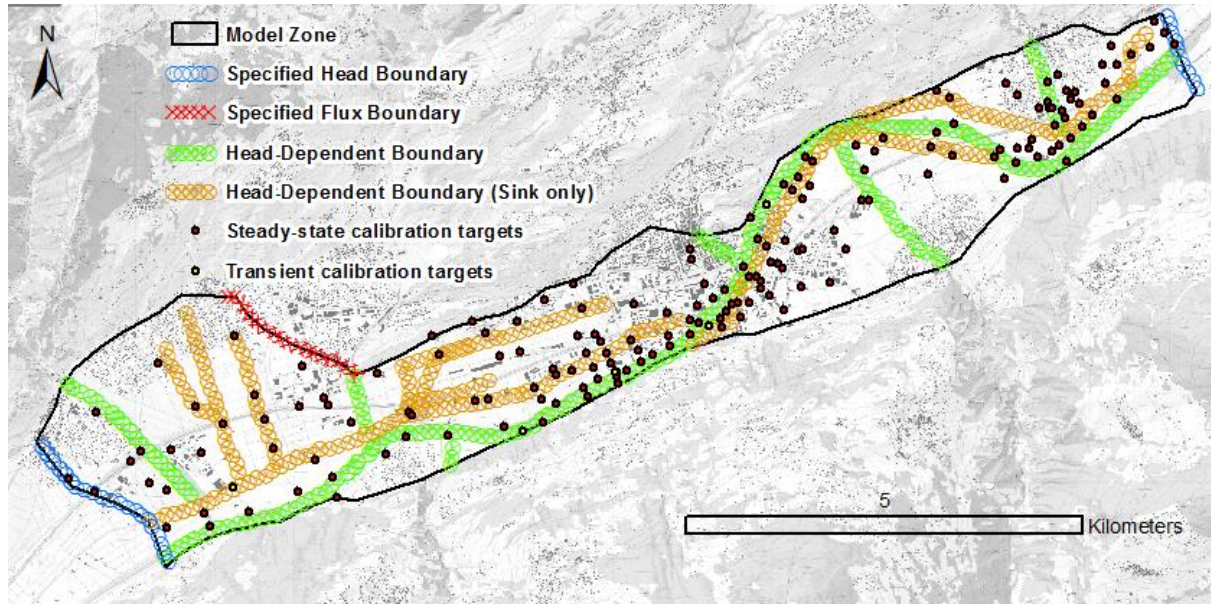 N
Model Zone
Specified Head Boundary
Specified Flux Boundary
Head-Dependent Boundary
Head-Dependent Boundary (Sink only)
Steady-state calibration targets
Transient calibration targets
5
Kilometers